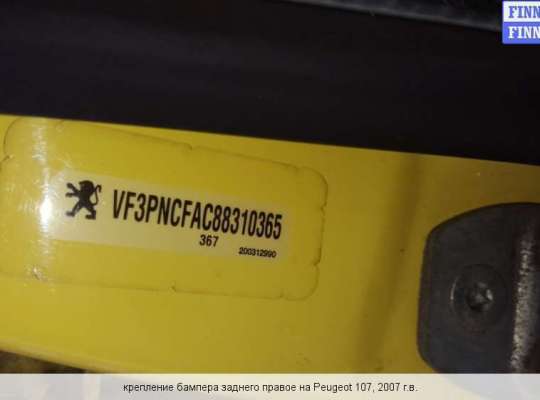 FINN
FINN
VF3PNCFAC88310365
367
200312990
крепление бампера заднего правое на Peugeot 107, 2007 г.в.